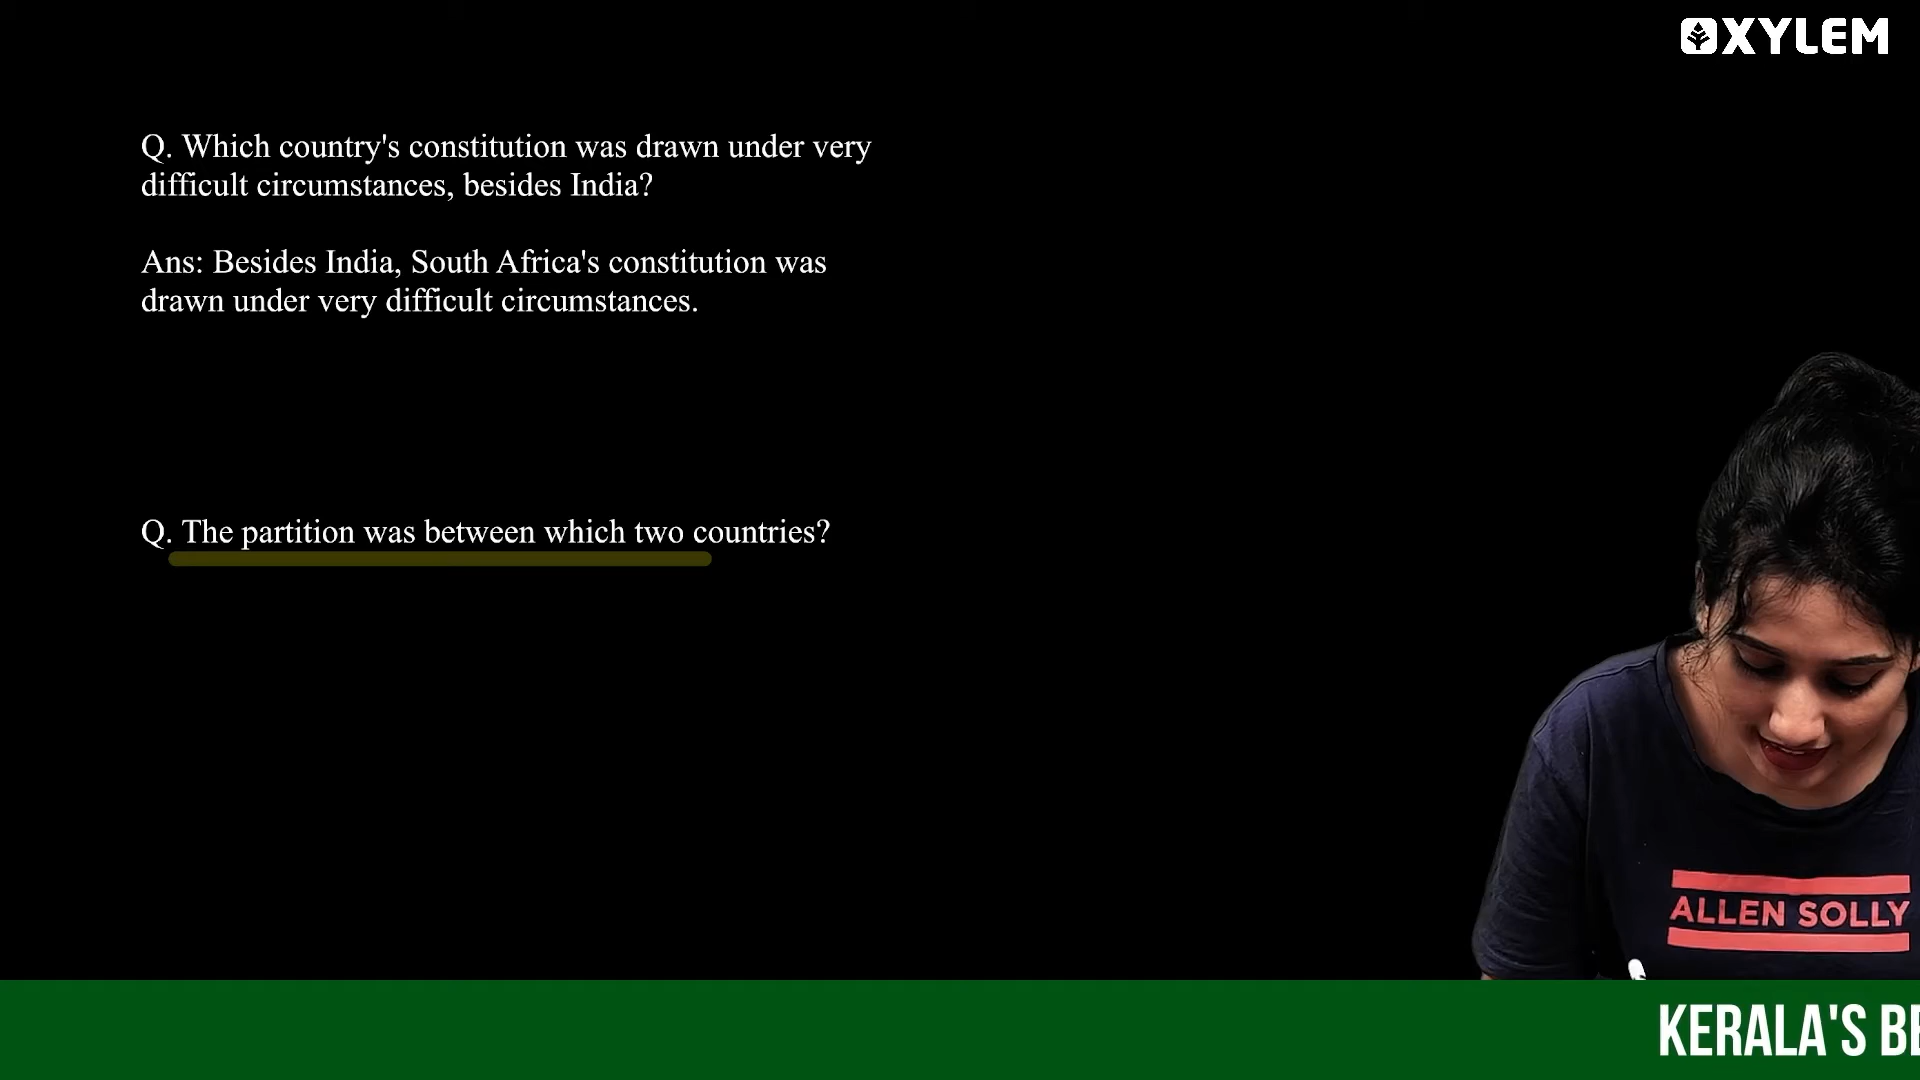 XYLEM
Q. Which country's constitution was drawn under very
difficult circumstances, besides India?
Ans: Besides India, South Africa's constitution was
drawn under very difficult circumstances.
Q. The partition was between which two countries?
ALLEN SOLLY
KERALA'S BE